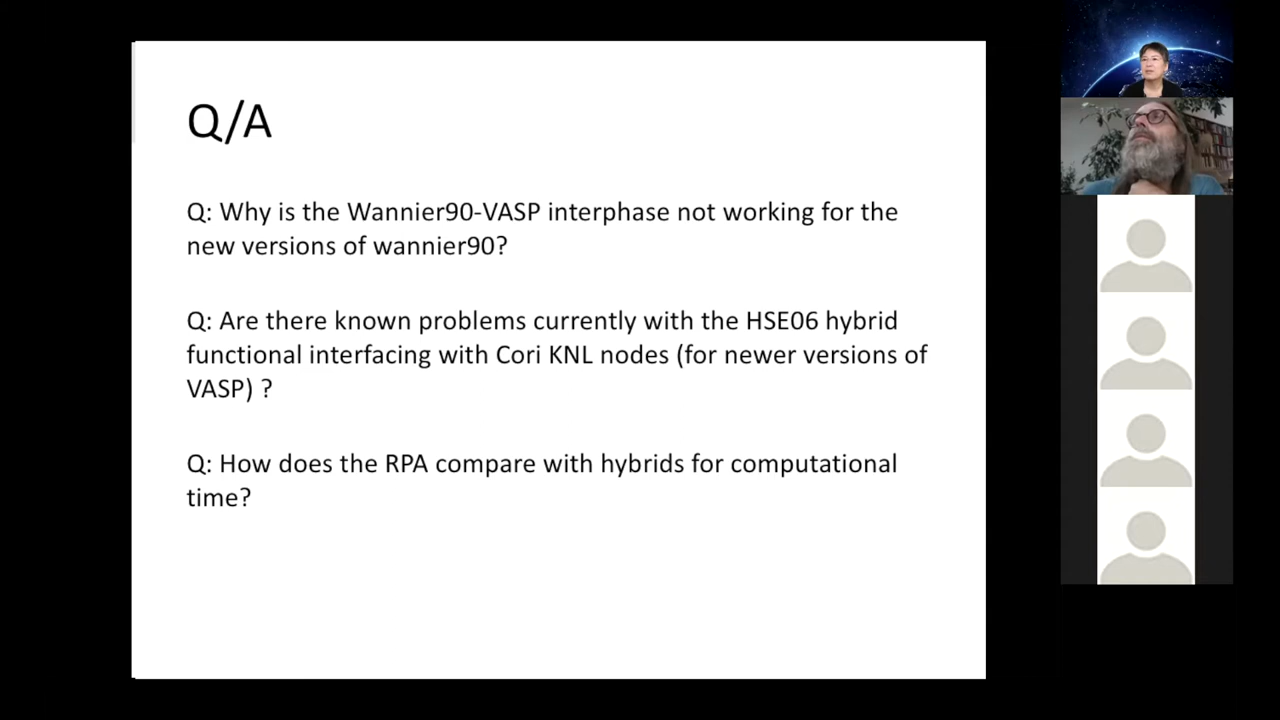 Q/A
Q: Why is the Wannier90-VASP interphase not working for the
new versions of wannier90?
Q: Are there known problems currently with the HSE06 hybrid
functional interfacing with Cori KNL nodes (for newer versions of
VASP) ?
Q: How does the RPA compare with hybrids for computational
time?